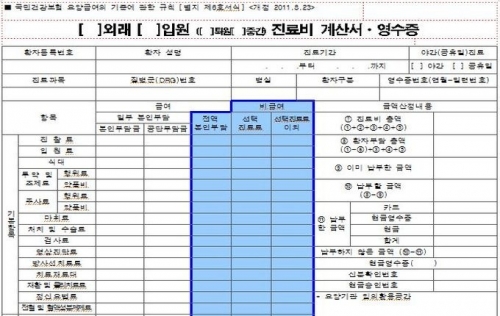 ■ 국민건강보험 요양급여의 기준에 관한 규칙 [별지 제6호서식] <개정 2011.8.23>
[ ]외래 [ ]입원 ([ ]퇴원[ ]중간) 진료비 계산서·영수증
환자등록번호 환자 성명 진료기간 야간(공휴일)진료
. . .부터 . . .까지 [ ] 야간 [ ] 공휴일
진료과목 질병군(DRG)번호 병실 환자구분 영수증번호(연월-일련번호)
항목 급여 비급여 금액산정내용
일부 본인부담 전액 본인부담 선택 진료료 선택진료료 이외
본인부담금 공단부담금
① 진료비 총액
(①+②+③+④+⑤)
⑧ 환자부담 총액
(①-⑥)+③+④+⑤
⑨ 이미 납부한 금액
⑩ 납부할 금액
(⑧-⑨)
⑪ 납부한 금액
카드
현금영수증
현금
합계
납부하지 않은 금액 (⑩-⑪)
현금영수증( )
신분확인번호
현금승인번호
* 요양기관 임의활용공간
기본항목
진찰료
입원료
식대
투약 및 조제료 행위료
약품비
주사료 행위료
약품비
마취료
처치 및 수술료
검사료
영상진단료
방사선치료료
치료재료대
재활 및 물리치료료
정신요법료
전혈 및 혈액성분제제료